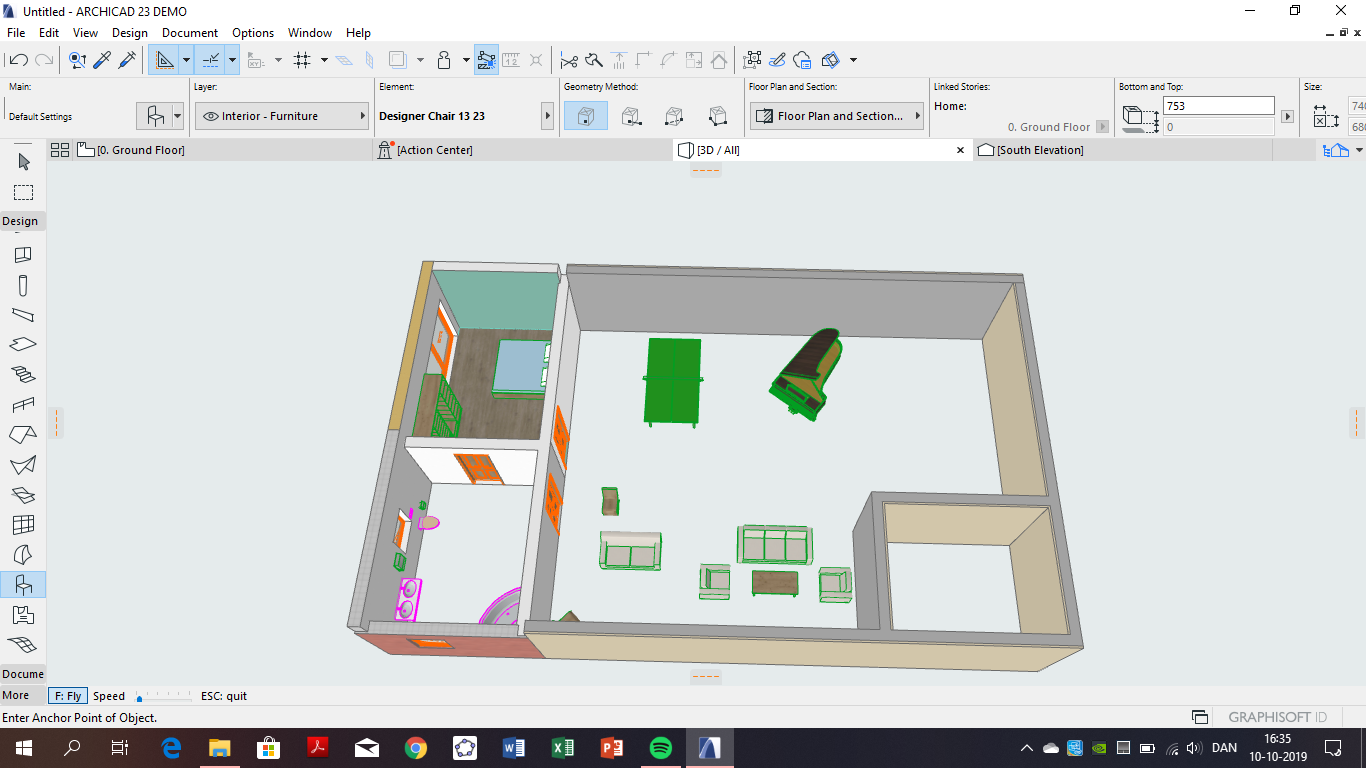 Untitled - ARCHICAD 23 DEMO
File Edit View Design Document Options Window Help
Main: Layer: Element: Geometry Method: Floor Plan and Section: Linked Stories: Bottom and Top: Size:
Default Settings Interior - Furniture Designer Chair 13 23 Floor Plan and Section... Home: 753
0. Ground Floor 0
[0. Ground Floor] [Action Center] [3D / All] [South Elevation]
Design
Docume
More F: Fly Speed ESC: quit
Enter Anchor Point of Object. GRAPHISOFT ID
DAN 16:35
10-10-2019